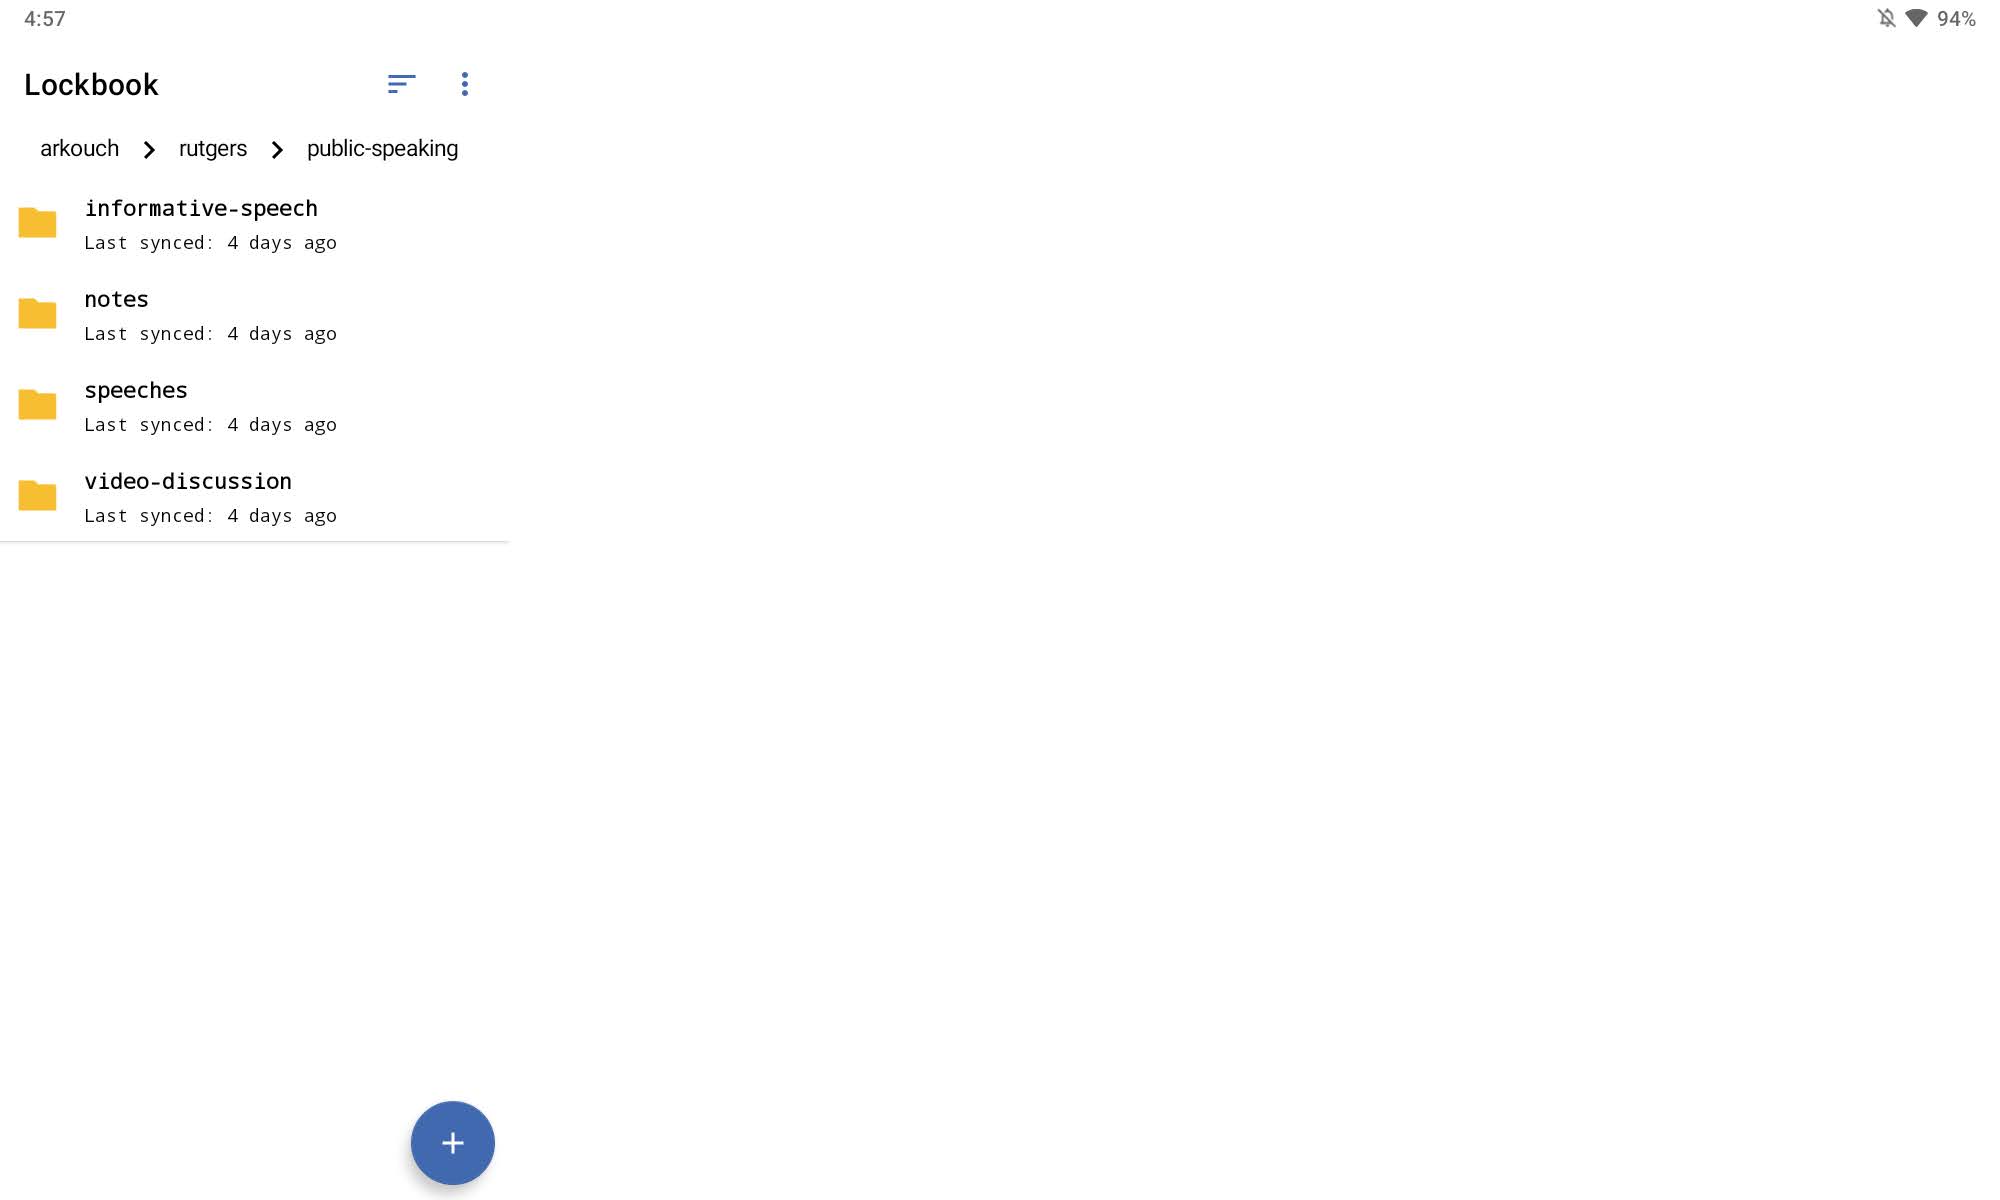 4:57
94%
Lockbook
arkouch > rutgers > public-speaking
informative-speech
Last synced: 4 days ago
notes
Last synced: 4 days ago
speeches
Last synced: 4 days ago
video-discussion
Last synced: 4 days ago
+